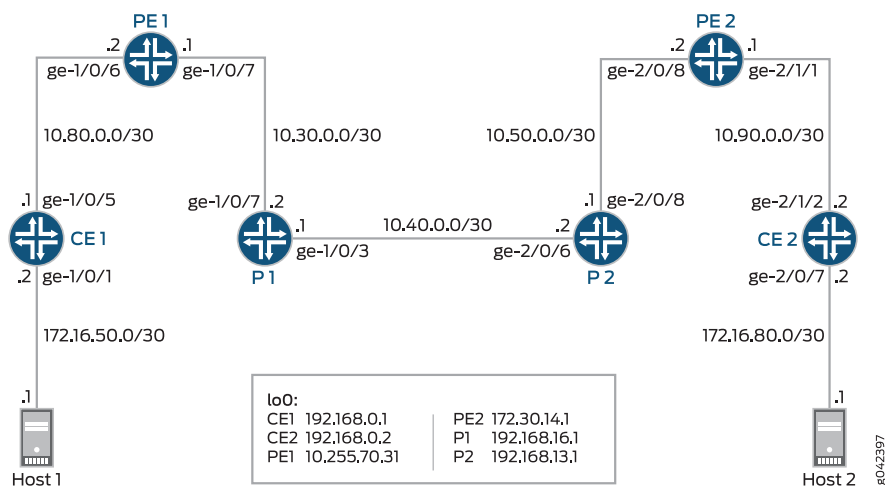 PE 1
PE 2
.2
.1
.2
.1
ge-1/0/6
ge-1/0/7
ge-2/0/8
ge-2/1/1
10.80.0.0/30
10.30.0.0/30
10.50.0.0/30
10.90.0.0/30
.1 ge-1/0/5
ge-1/0/7 .2
.1 ge-2/0/8
ge-2/1/2 .2
CE 1
.1
10.40.0.0/30
.2
CE 2
ge-1/0/3
ge-2/0/6
.2 ge-1/0/1
P 1
P 2
ge-2/0/7 .2
172.16.50.0/30
172.16.80.0/30
.1
.1
lo0:
CE1 192.168.0.1 PE2 172.30.14.1
CE2 192.168.0.2 P1 192.168.16.1
PE1 10.255.70.31 P2 192.168.13.1
Host 1
Host 2
g042397